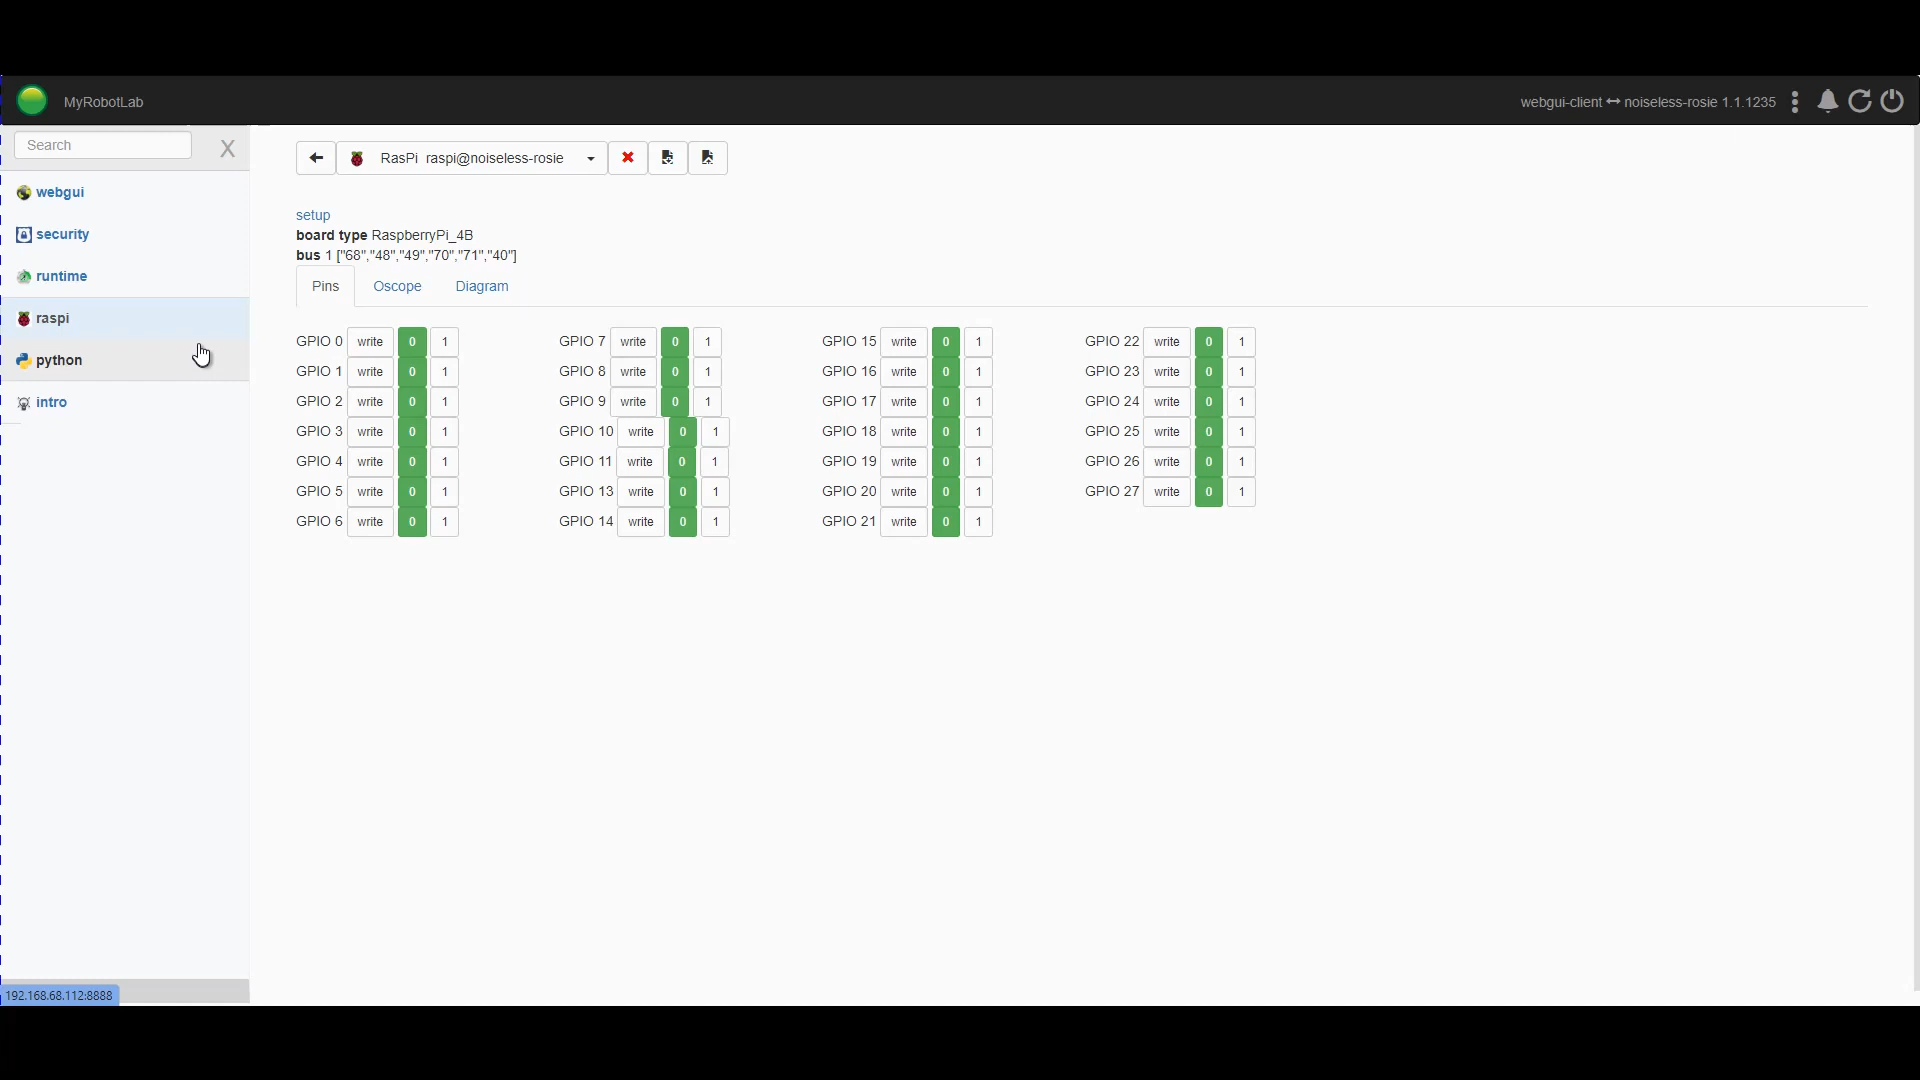 MyRobotLab
webgui-client ⇔ noiseless-rosie 1.1.1235
Search X
webgui
security
runtime
raspi
python
intro
RasPi raspi@noiseless-rosie
setup
board type RaspberryPi_4B
bus 1 ["68","48","49","70","71","40"]
Pins Oscope Diagram
GPIO 0 write 0 1 GPIO 7 write 0 1 GPIO 15 write 0 1 GPIO 22 write 0 1
GPIO 1 write 0 1 GPIO 8 write 0 1 GPIO 16 write 0 1 GPIO 23 write 0 1
GPIO 2 write 0 1 GPIO 9 write 0 1 GPIO 17 write 0 1 GPIO 24 write 0 1
GPIO 3 write 0 1 GPIO 10 write 0 1 GPIO 18 write 0 1 GPIO 25 write 0 1
GPIO 4 write 0 1 GPIO 11 write 0 1 GPIO 19 write 0 1 GPIO 26 write 0 1
GPIO 5 write 0 1 GPIO 13 write 0 1 GPIO 20 write 0 1 GPIO 27 write 0 1
GPIO 6 write 0 1 GPIO 14 write 0 1 GPIO 21 write 0 1
192.168.68.112:8888